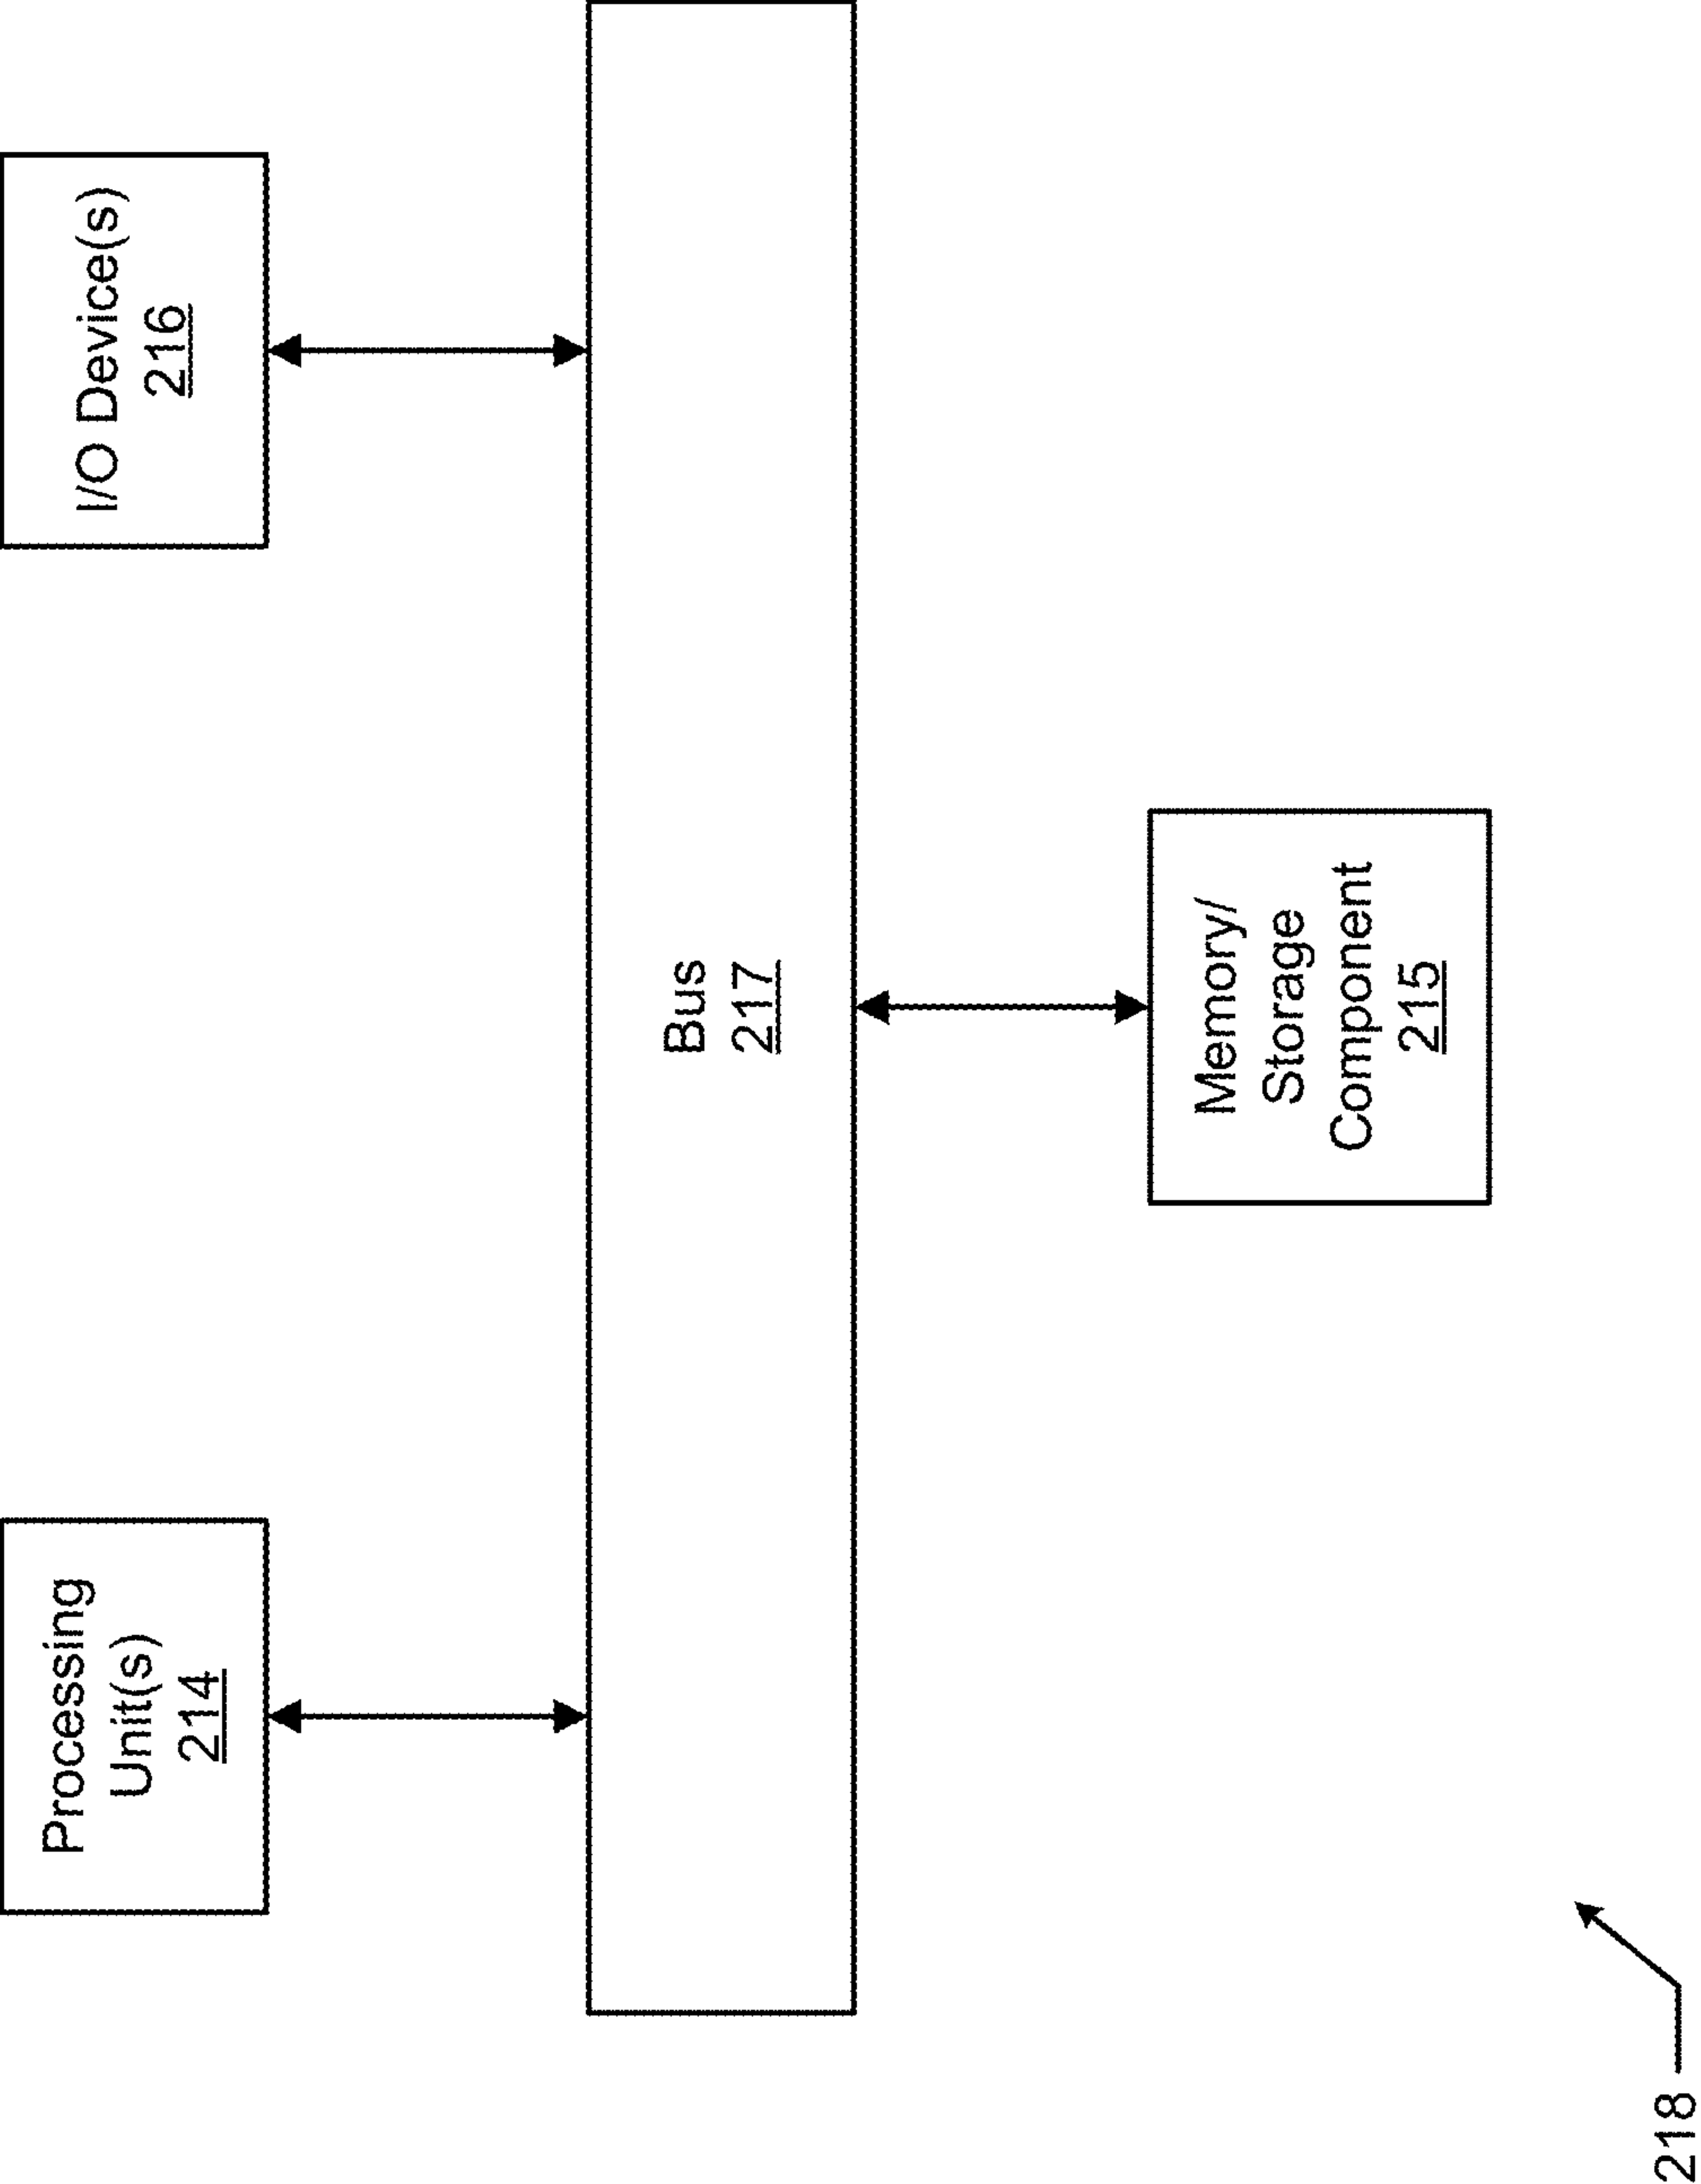 Processing
Unit(s)
214
I/O Device(s)
216
Bus
217
Memory/
Storage
Component
215
218